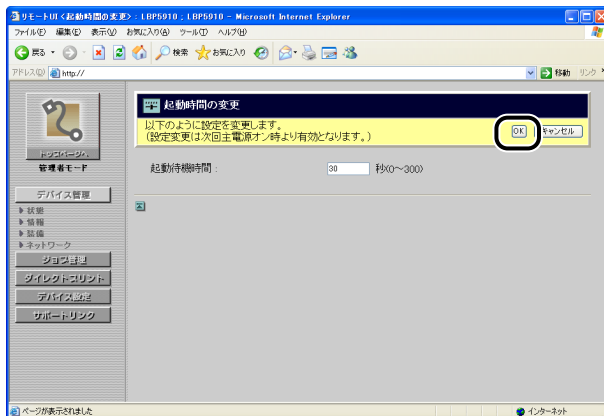 リモートUI <起動時間の変更> : LBP5910 ; LBP5910 - Microsoft Internet Explorer
ファイル(F) 編集(E) 表示(V) お気に入り(A) ツール(T) ヘルプ(H)
戻る 検索 お気に入り
アドレス(D) http:// 移動 リンク »
起動時間の変更
以下のように設定を変更します。
(設定変更は次回主電源オン時より有効となります。)
OK キャンセル
起動待機時間 : 30 秒(0～300)
トップページへ
管理者モード
デバイス管理
状態
情報
装備
ネットワーク
ジョブ管理
ダイレクトプリント
デバイス設定
サポートリンク
ページが表示されました インターネット